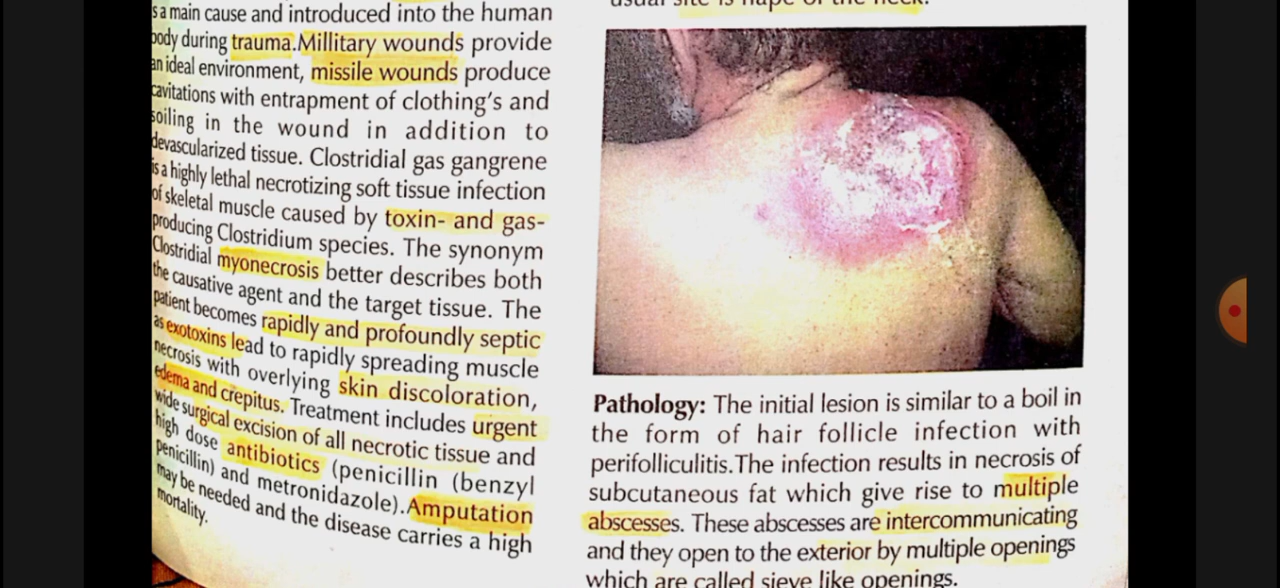 s a main cause and introduced into the human
body during trauma.Millitary wounds provide
an ideal environment, missile wounds produce
cavitations with entrapment of clothing's and
soiling in the wound in addition to
devascularized tissue. Clostridial gas gangrene
is a highly lethal necrotizing soft tissue infection
of skeletal muscle caused by toxin- and gas-
producing Clostridium species. The synonym
Clostridial myonecrosis better describes both
the causative agent and the target tissue. The
patient becomes rapidly and profoundly septic
as exotoxins lead to rapidly spreading muscle
necrosis with overlying skin discoloration,
edema and crepitus. Treatment includes urgent
wide surgical excision of all necrotic tissue and
high dose antibiotics (penicillin (benzyl
penicillin) and metronidazole).Amputation
may be needed and the disease carries a high
mortality.
usual site is nape of the neck.
Pathology: The initial lesion is similar to a boil in
the form of hair follicle infection with
perifolliculitis.The infection results in necrosis of
subcutaneous fat which give rise to multiple
abscesses. These abscesses are intercommunicating
and they open to the exterior by multiple openings
which are called sieve like openings.